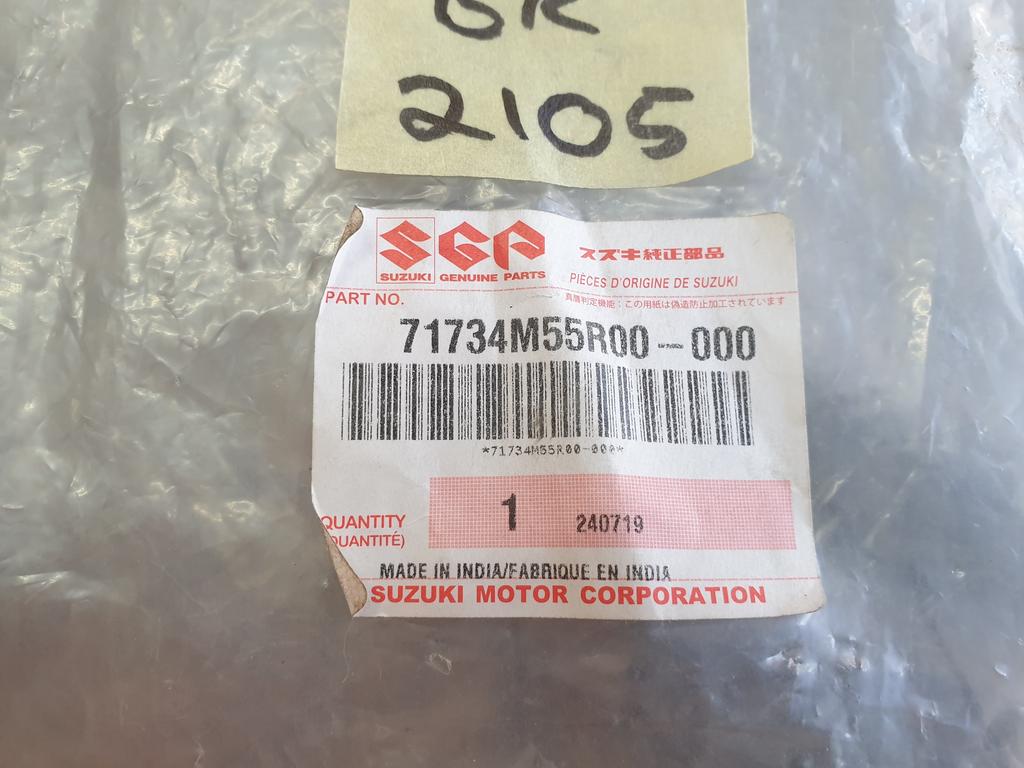 2105
SGP
SUZUKI GENUINE PARTS
スズキ純正部品
PIÈCES D'ORIGINE DE SUZUKI
PART NO.
真贋判定機能：この用紙は偽造防止加工されています
71734M55R00-000
*71734M55R00-000*
QUANTITY
QUANTITÉ)
1 240719
MADE IN INDIA/FABRIQUE EN INDIA
SUZUKI MOTOR CORPORATION